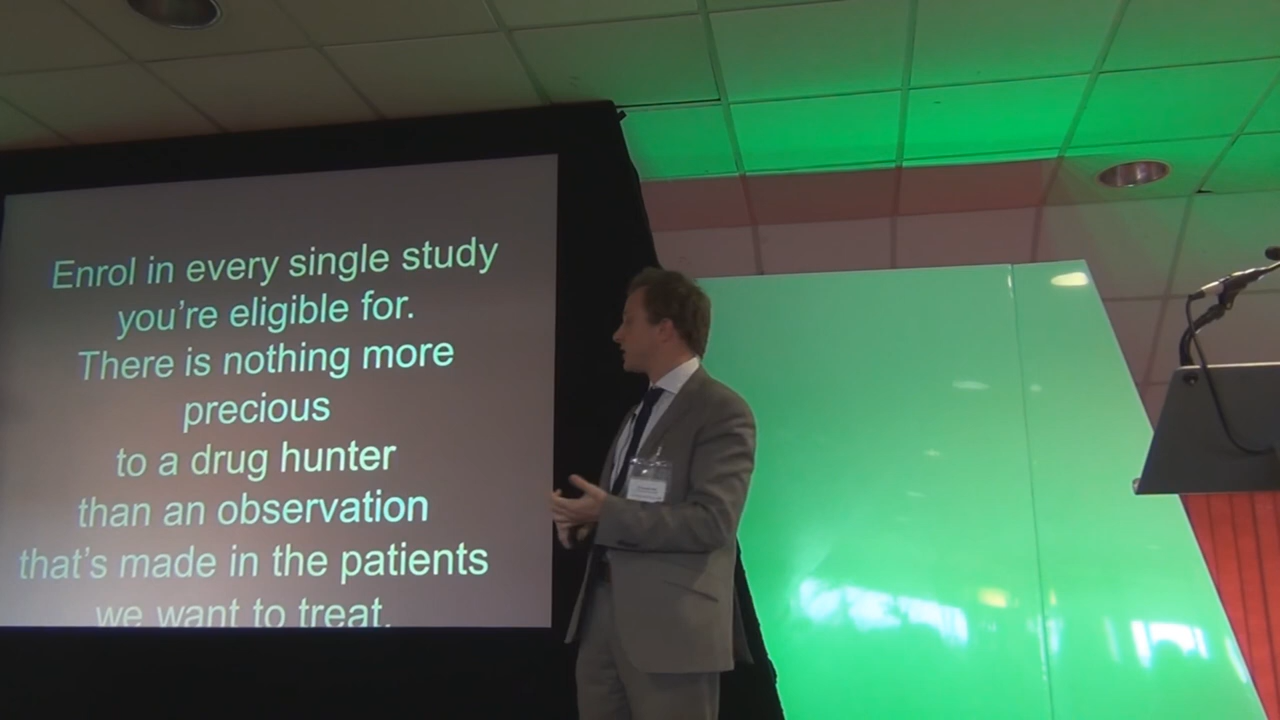 Enrol in every single study
you're eligible for.
There is nothing more
precious
to a drug hunter
than an observation
that's made in the patients
we want to treat.